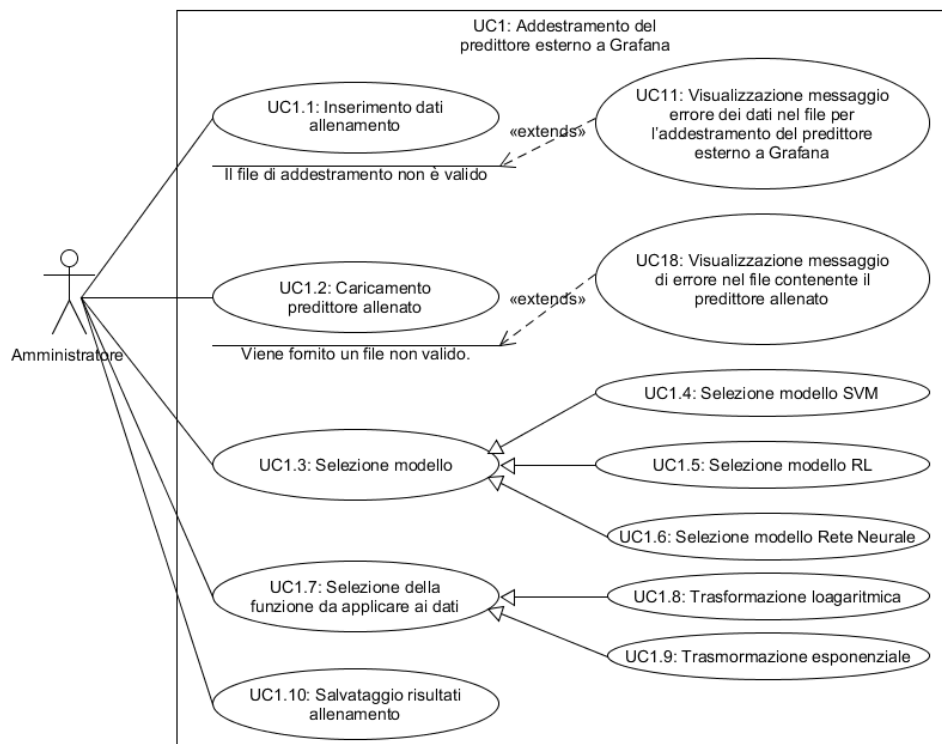 UC1: Addestramento del
predittore esterno a Grafana
UC1.1: Inserimento dati
allenamento
Il file di addestramento non è valido
«extends»
UC11: Visualizzazione messaggio
errore dei dati nel file per
l'addestramento del predittore
esterno a Grafana
Amministratore
UC1.2: Caricamento
predittore allenato
Viene fornito un file non valido.
«extends»
UC18: Visualizzazione messaggio
di errore nel file contenente il
predittore allenato
UC1.3: Selezione modello
UC1.4: Selezione modello SVM
UC1.5: Selezione modello RL
UC1.6: Selezione modello Rete Neurale
UC1.7: Selezione della
funzione da applicare ai dati
UC1.8: Trasformazione loagaritmica
UC1.9: Trasmormazione esponenziale
UC1.10: Salvataggio risultati
allenamento